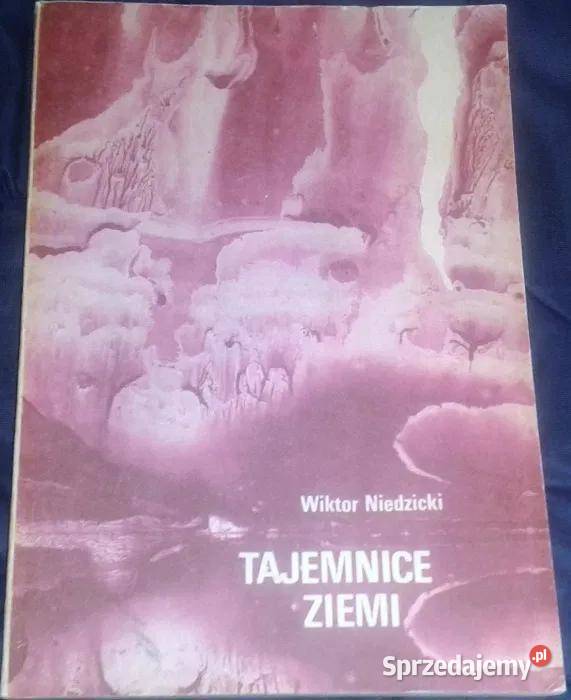 Wiktor Niedzicki
TAJEMNICE
ZIEMI
Sprzedajemy.pl